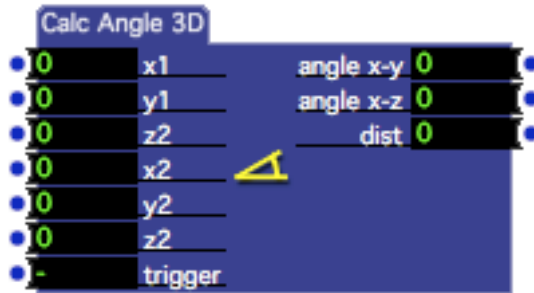 Calc Angle 3D
0 x1 angle x-y 0
0 y1 angle x-z 0
0 z2 dist 0
0 x2
0 y2
0 z2
- trigger